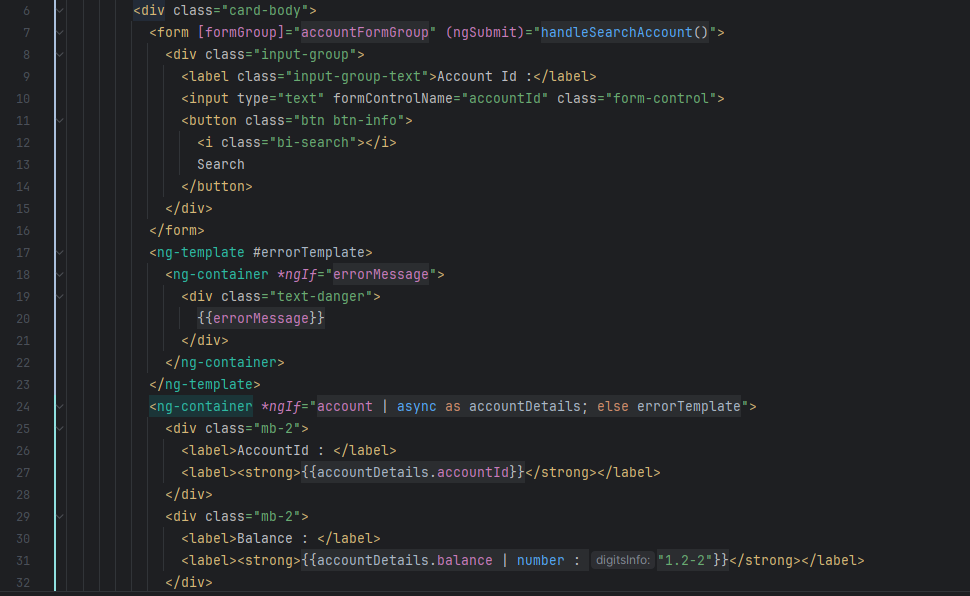 6 <div class="card-body">
7 <form [formGroup]="accountFormGroup" (ngSubmit)="handleSearchAccount()">
8 <div class="input-group">
9 <label class="input-group-text">Account Id :</label>
10 <input type="text" formControlName="accountId" class="form-control">
11 <button class="btn btn-info">
12 <i class="bi-search"></i>
13 Search
14 </button>
15 </div>
16 </form>
17 <ng-template #errorTemplate>
18 <ng-container *ngIf="errorMessage">
19 <div class="text-danger">
20 {{errorMessage}}
21 </div>
22 </ng-container>
23 </ng-template>
24 <ng-container *ngIf="account | async as accountDetails; else errorTemplate">
25 <div class="mb-2">
26 <label>AccountId : </label>
27 <label><strong>{{accountDetails.accountId}}</strong></label>
28 </div>
29 <div class="mb-2">
30 <label>Balance : </label>
31 <label><strong>{{accountDetails.balance | number : digitsInfo: "1.2-2"}}</strong></label>
32 </div>